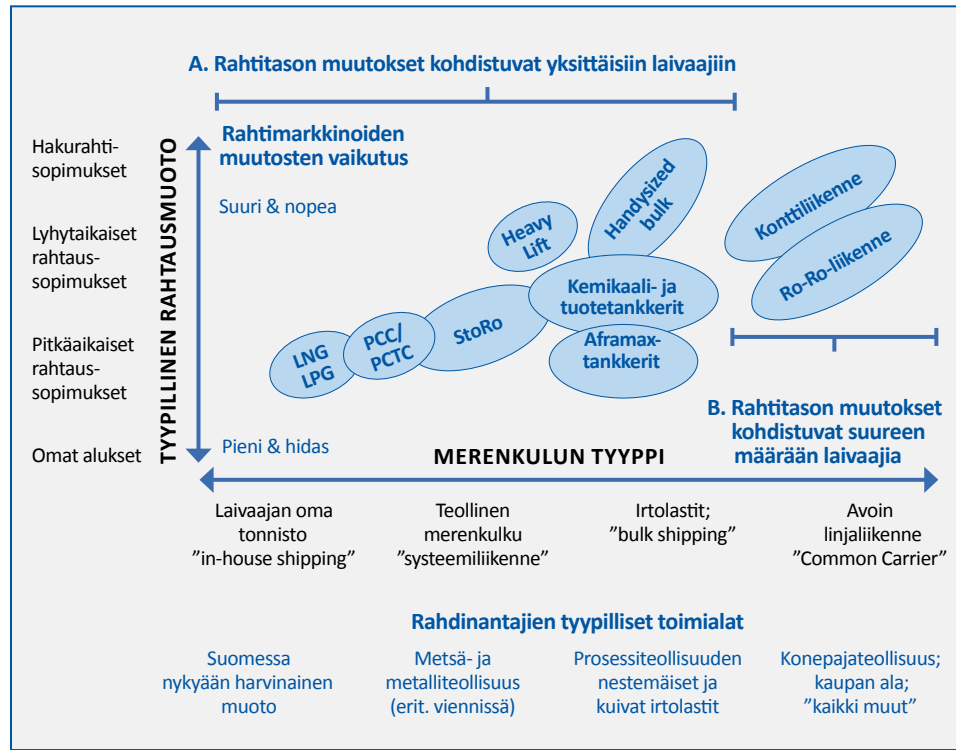 A. Rahtitason muutokset kohdistuvat yksittäisiin laivaajiin
TYYPILLINEN RAHTAUSMUOTO
Hakurahti-
sopimukset
Lyhytaikaiset
rahtaus-
sopimukset
Pitkäaikaiset
rahtaus-
sopimukset
Omat alukset
Rahtimarkkinoiden
muutosten vaikutus
Suuri & nopea
Pieni & hidas
LNG
LPG
PCC/
PCTC
StoRo
Heavy
Lift
Handysized
bulk
Kemikaali- ja
tuotetankkerit
Aframax-
tankkerit
Konttiliikenne
Ro-Ro-liikenne
B. Rahtitason muutokset
kohdistuvat suureen
määrään laivaajia
MERENKULUN TYYPPI
Laivaajan oma
tonnisto
”in-house shipping”
Teollinen
merenkulku
”systeemiliikenne”
Irtolastit;
”bulk shipping”
Avoin
linjaliikenne
”Common Carrier”
Rahdinantajien tyypilliset toimialat
Suomessa
nykyään harvinainen
muoto
Metsä- ja
metalliteollisuus
(erit. viennissä)
Prosessiteollisuuden
nestemäiset ja
kuivat irtolastit
Konepajateollisuus;
kaupan ala;
”kaikki muut”